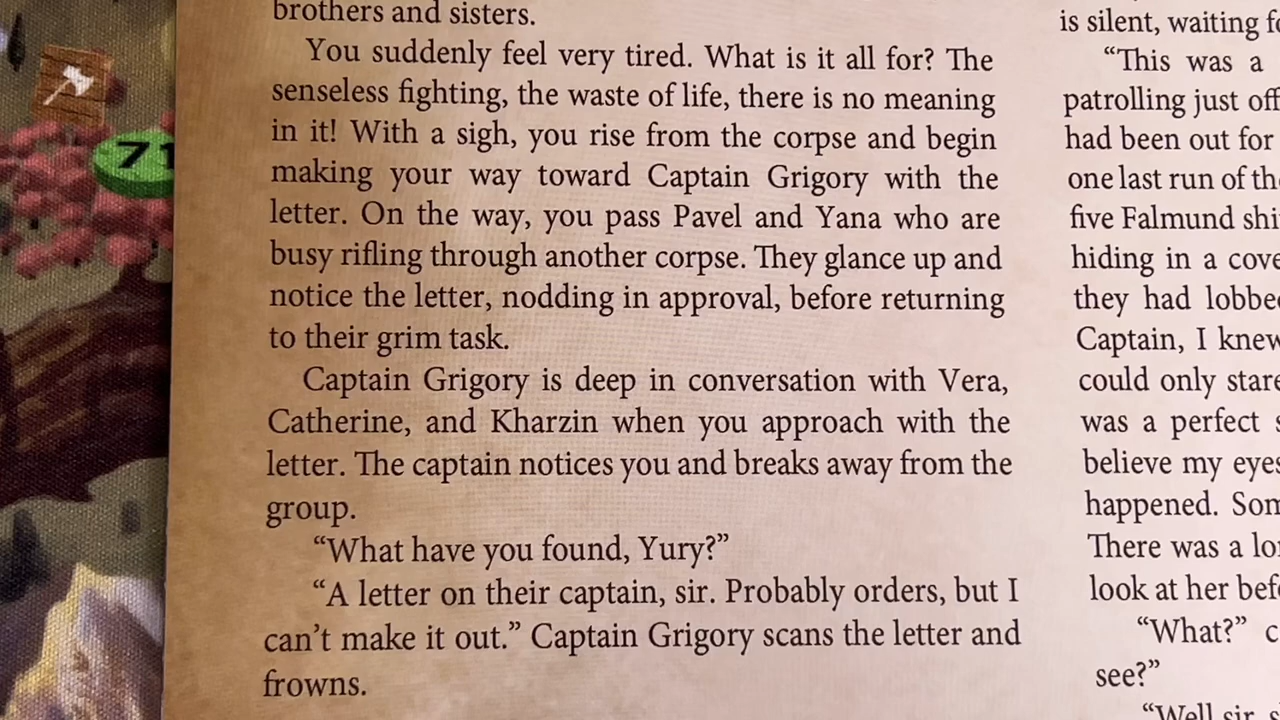 brothers and sisters.
You suddenly feel very tired. What is it all for? The
senseless fighting, the waste of life, there is no meaning
in it! With a sigh, you rise from the corpse and begin
making your way toward Captain Grigory with the
letter. On the way, you pass Pavel and Yana who are
busy rifling through another corpse. They glance up and
notice the letter, nodding in approval, before returning
to their grim task.
Captain Grigory is deep in conversation with Vera,
Catherine, and Kharzin when you approach with the
letter. The captain notices you and breaks away from the
group.
“What have you found, Yury?”
“A letter on their captain, sir. Probably orders, but I
can’t make it out.” Captain Grigory scans the letter and
frowns.
is silent, waiting
“This was a
patrolling just off
had been out for
one last run of
five Falmund
hiding in a
they had
Captain, I knew
could only
was a perfect
believe my
happened.
There was a
look at her
“What?”
see?”
“Well sir,
71